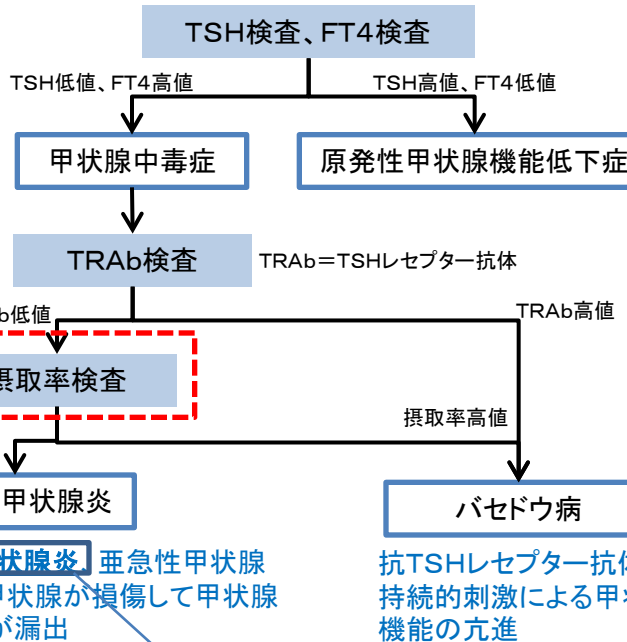 TSH検査、FT4検査
TSH低値、FT4高値
TSH高値、FT4低値
甲状腺中毒症
原発性甲状腺機能低下症
TRAb検査
TRAb=TSHレセプター抗体
b低値
TRAb高値
摂取率検査
摂取率高値
甲状腺炎
バセドウ病
状腺炎、亜急性甲状腺
甲状腺が損傷して甲状腺
が漏出
抗TSHレセプター抗体
持続的刺激による甲状
機能の亢進